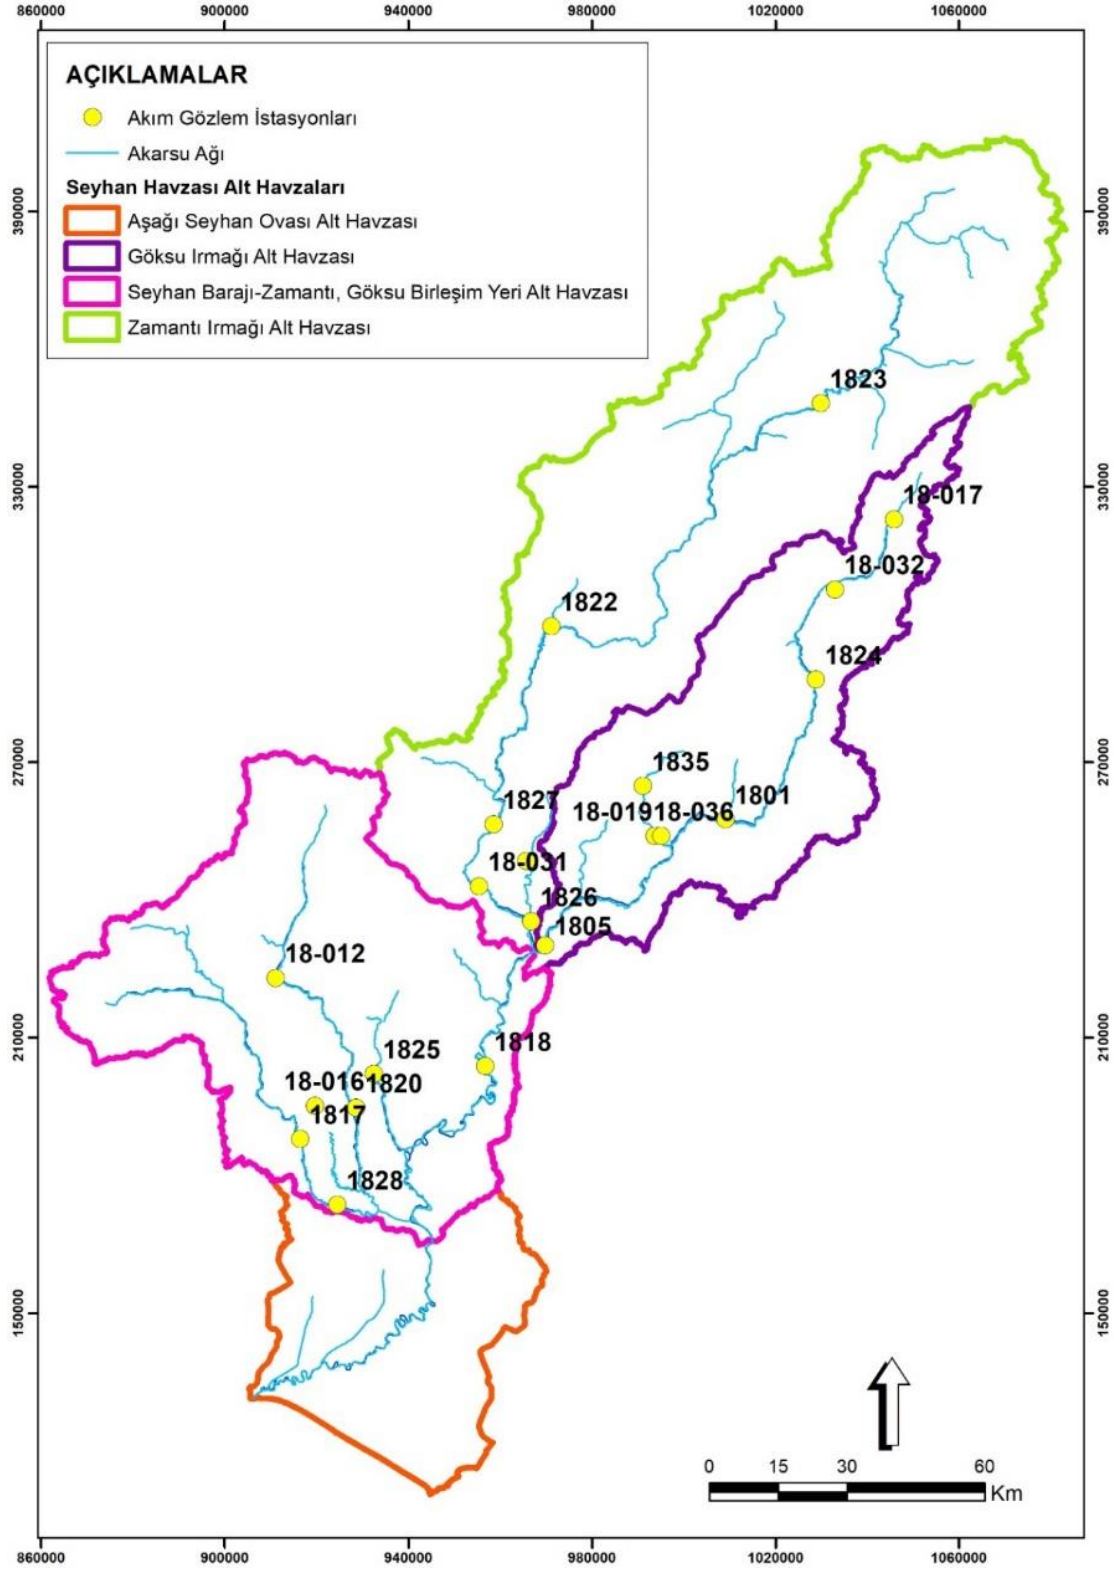 860000 900000 940000 980000 1020000 1060000
AÇIKLAMALAR
Akım Gözlem İstasyonları
Akarsu Ağı
Seyhan Havzası Alt Havzaları
Aşağı Seyhan Ovası Alt Havzası
Göksu Irmağı Alt Havzası
Seyhan Barajı-Zamantı, Göksu Birleşim Yeri Alt Havzası
Zamantı Irmağı Alt Havzası
390000 390000
1823
330000 330000
18-017
18-032
1822
1824
270000 270000
1835
1827
1801
18-019 18-036
18-031
1826
1805
18-012
210000 210000
1818
1825
18-016 1820
1817
1828
150000 150000
0 15 30 60
Km
860000 900000 940000 980000 1020000 1060000